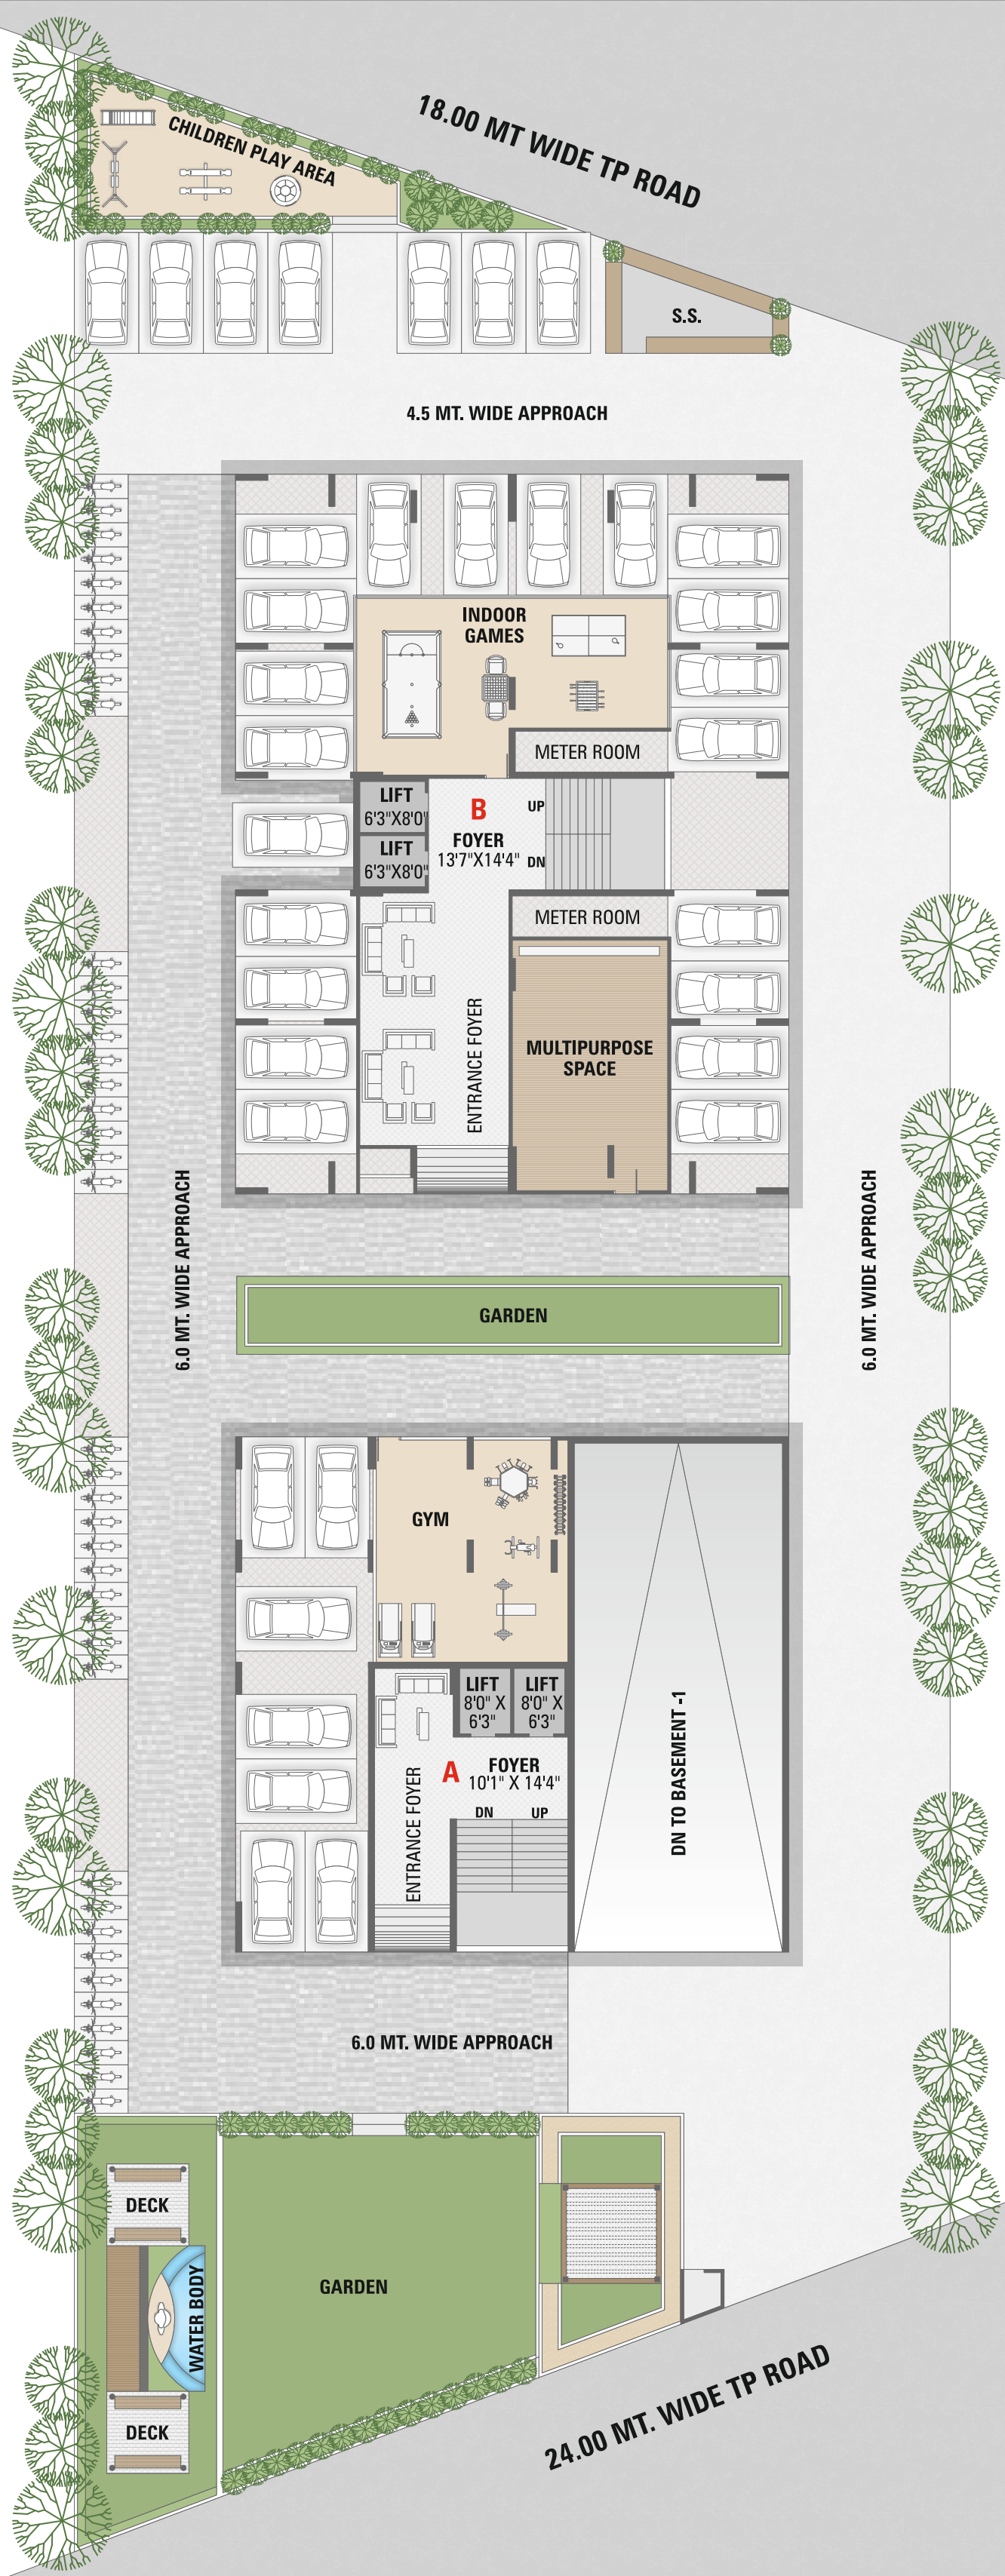 18.00 MT WIDE TP ROAD
CHILDREN PLAY AREA
S.S.
4.5 MT. WIDE APPROACH
INDOOR
GAMES
METER ROOM
LIFT
6'3"X8'0"
B
UP
FOYER
13'7"X14'4"
DN
LIFT
6'3"X8'0"
METER ROOM
ENTRANCE FOYER
MULTIPURPOSE
SPACE
6.0 MT. WIDE APPROACH
6.0 MT. WIDE APPROACH
GARDEN
GYM
LIFT
8'0" X
6'3"
LIFT
8'0" X
6'3"
DN TO BASEMENT -1
A
FOYER
10'1" X 14'4"
ENTRANCE FOYER
DN
UP
6.0 MT. WIDE APPROACH
DECK
GARDEN
WATER BODY
DECK
24.00 MT. WIDE TP ROAD